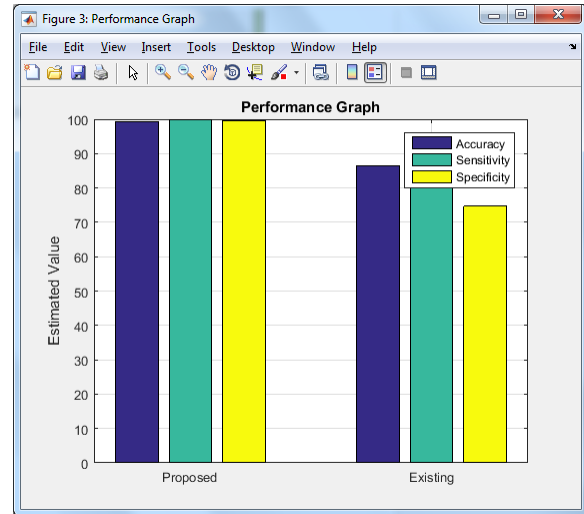 Figure 3: Performance Graph
File Edit View Insert Tools Desktop Window Help
Performance Graph
Accuracy
Sensitivity
Specificity
Estimated Value
100
90
80
70
60
50
40
30
20
10
0
Proposed Existing